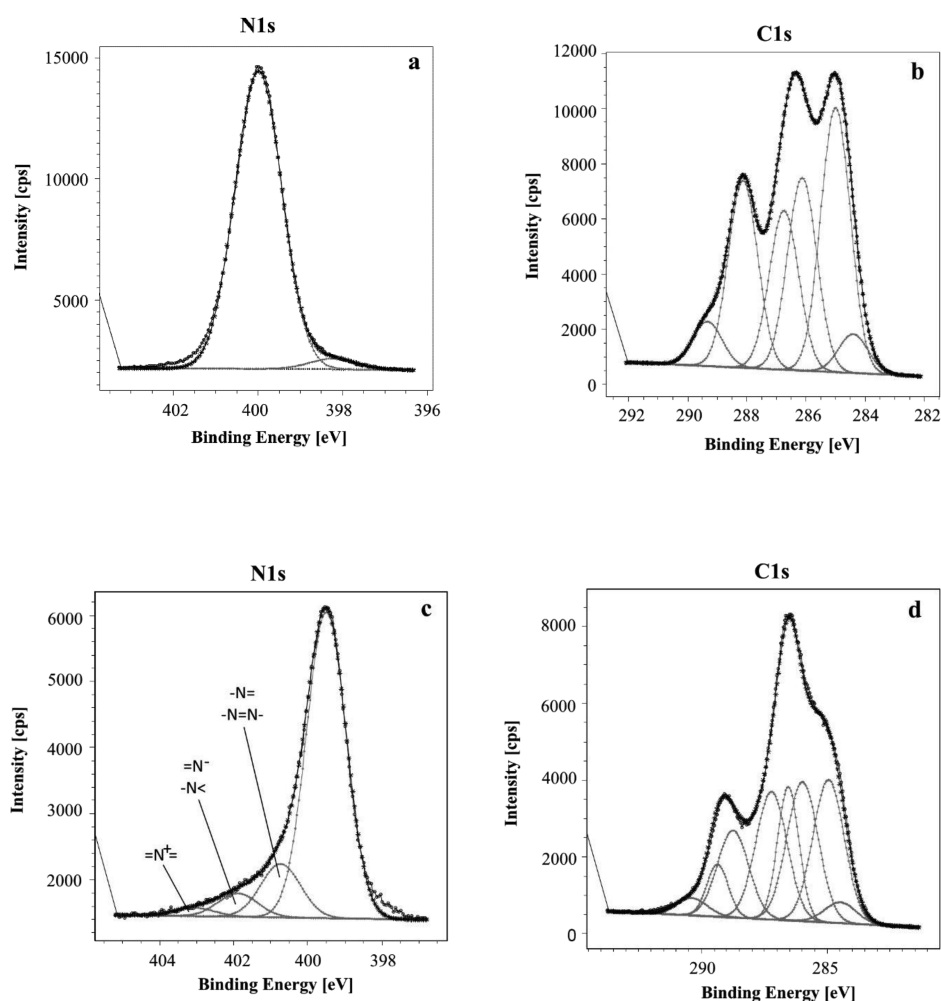 N1s
a
15000
10000
5000
Intensity [cps]
402
400
398
396
Binding Energy [eV]
C1s
b
12000
10000
8000
6000
4000
2000
0
Intensity [cps]
292
290
288
286
284
282
Binding Energy [eV]
N1s
c
6000
4000
3000
2000
Intensity [cps]
-N=
-N=N-
=N⁻
-N<
=N⁺=
404
402
400
398
Binding Energy [eV]
C1s
d
8000
6000
4000
2000
0
Intensity [cps]
290
285
Binding Energy [eV]